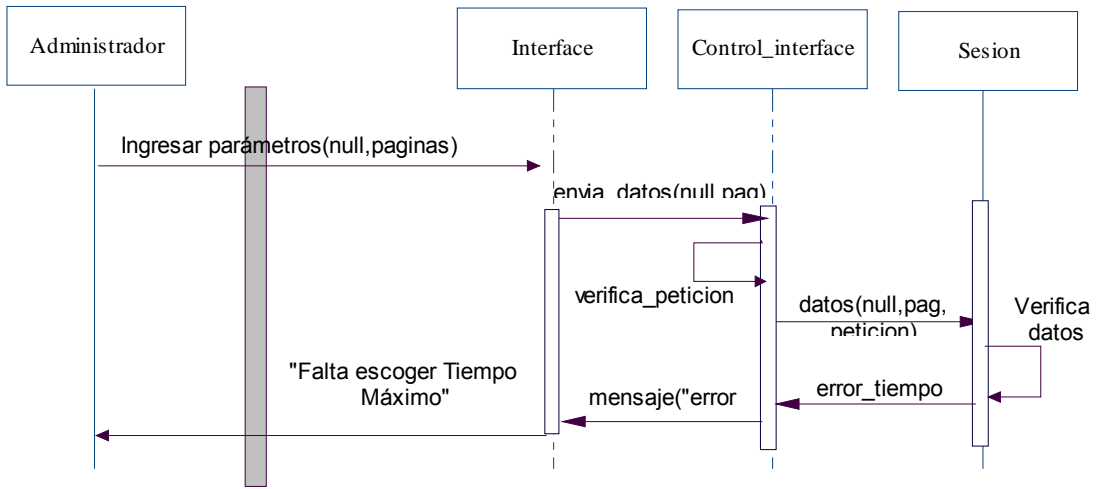 Administrador
Interface
Control_interface
Sesion
Ingresar parámetros(null,paginas)
envia_datos(null,pag)
verifica_peticion
datos(null,pag,
peticion)
Verifica
datos
"Falta escoger Tiempo
Máximo"
mensaje("error
error_tiempo